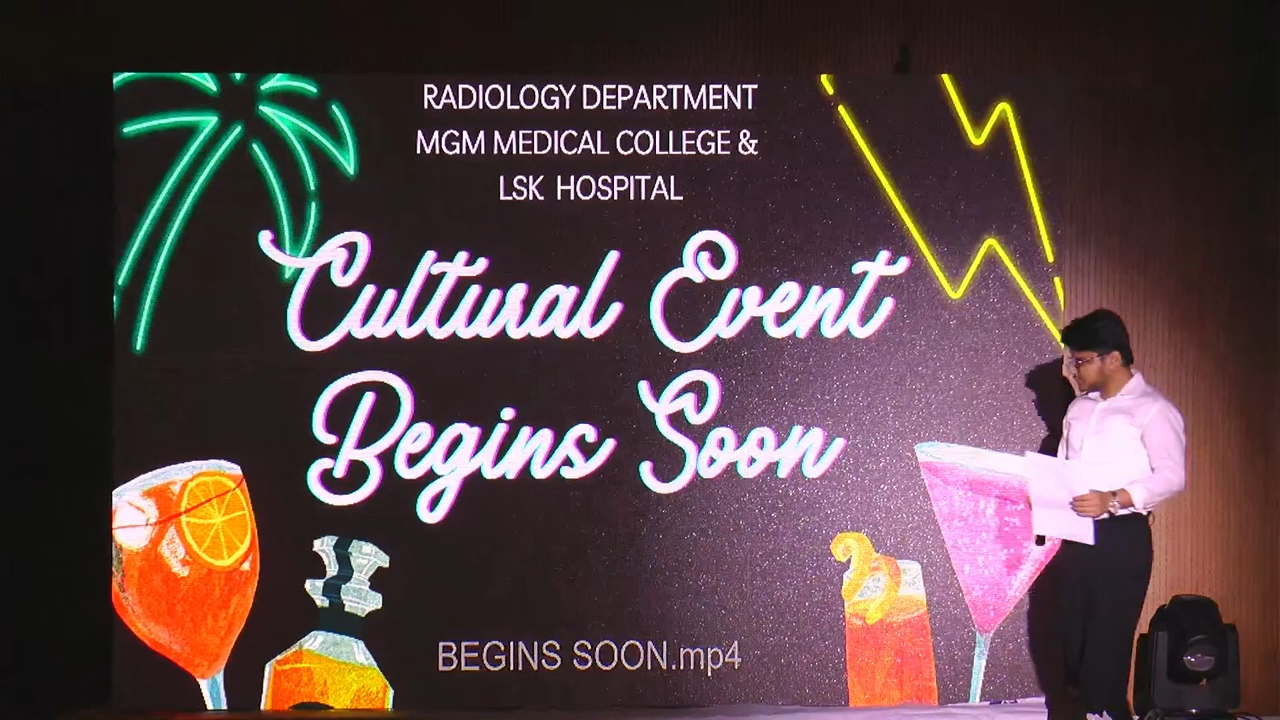 RADIOLOGY DEPARTMENT
MGM MEDICAL COLLEGE &
LSK HOSPITAL
Cultural Event
Begins Soon
BEGINS SOON.mp4